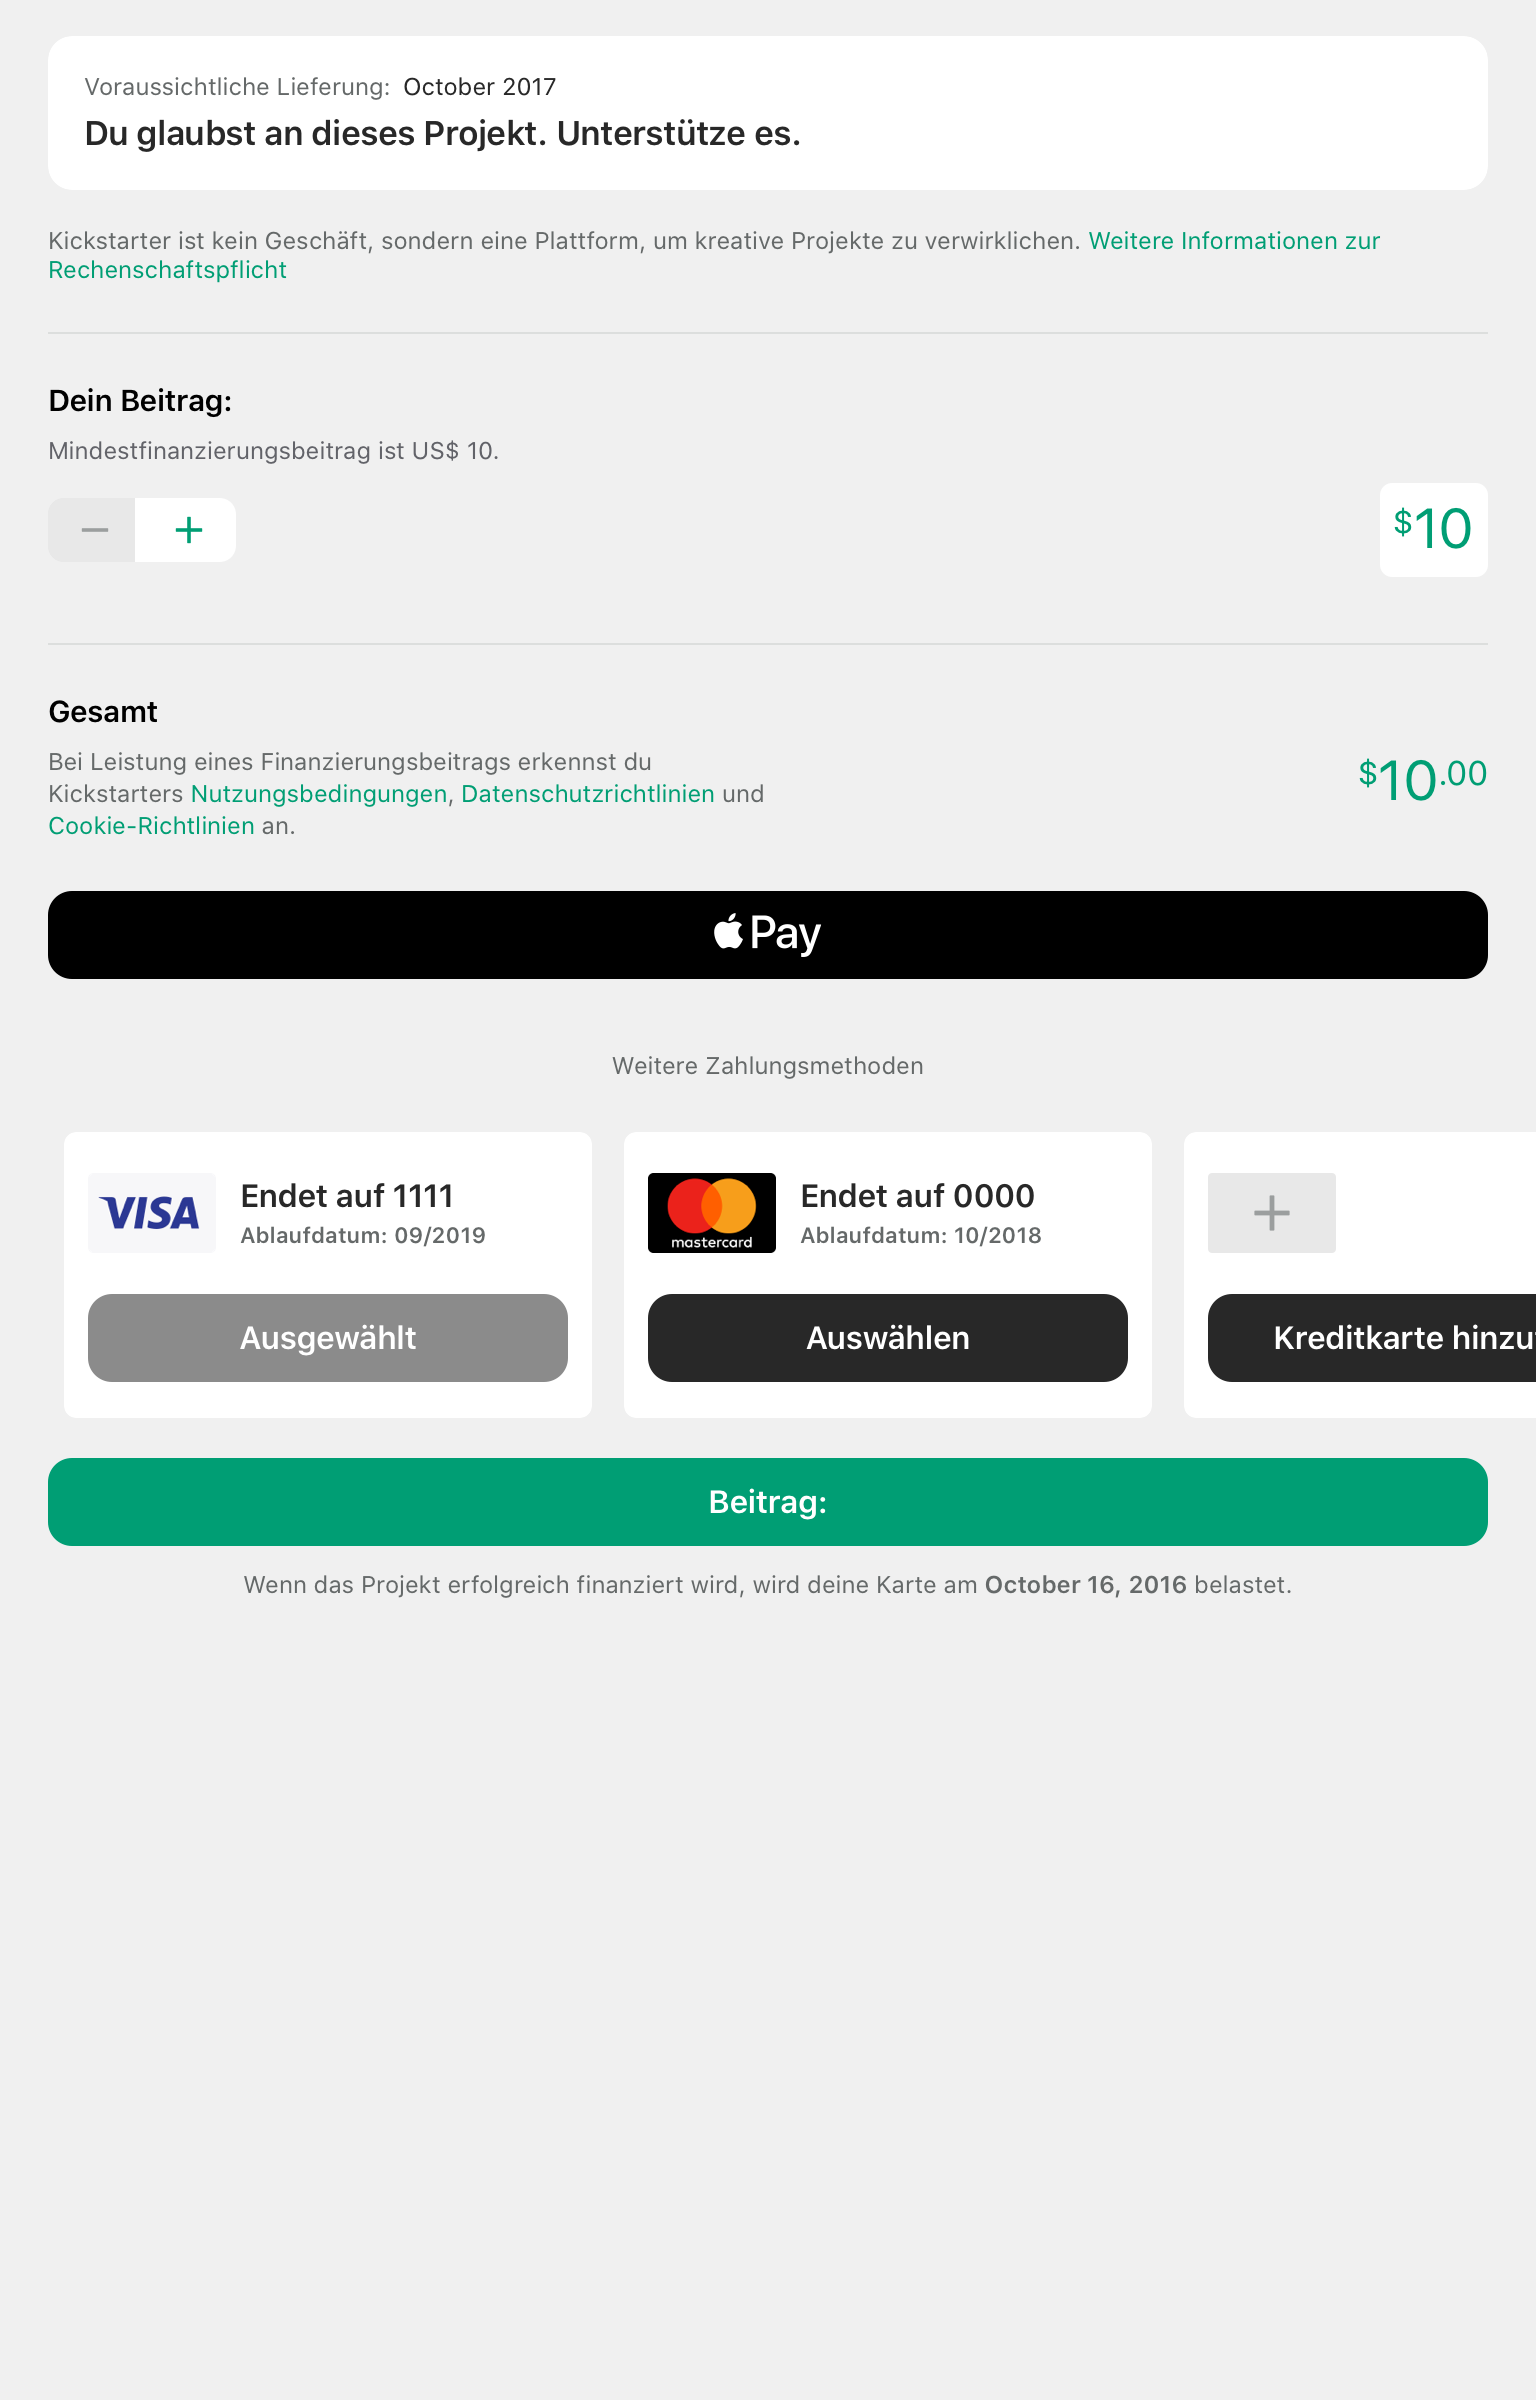 Voraussichtliche Lieferung: October 2017
Du glaubst an dieses Projekt. Unterstütze es.
Kickstarter ist kein Geschäft, sondern eine Plattform, um kreative Projekte zu verwirklichen. Weitere Informationen zur
Rechenschaftspflicht
Dein Beitrag:
Mindestfinanzierungsbeitrag ist US$ 10.
$10
Gesamt
Bei Leistung eines Finanzierungsbeitrags erkennst du
Kickstarters Nutzungsbedingungen, Datenschutzrichtlinien und
Cookie-Richtlinien an.
$10.00
Pay
Weitere Zahlungsmethoden
VISA
Endet auf 1111
Ablaufdatum: 09/2019
Ausgewählt
mastercard
Endet auf 0000
Ablaufdatum: 10/2018
Auswählen
Kreditkarte
Beitrag:
Wenn das Projekt erfolgreich finanziert wird, wird deine Karte am October 16, 2016 belastet.